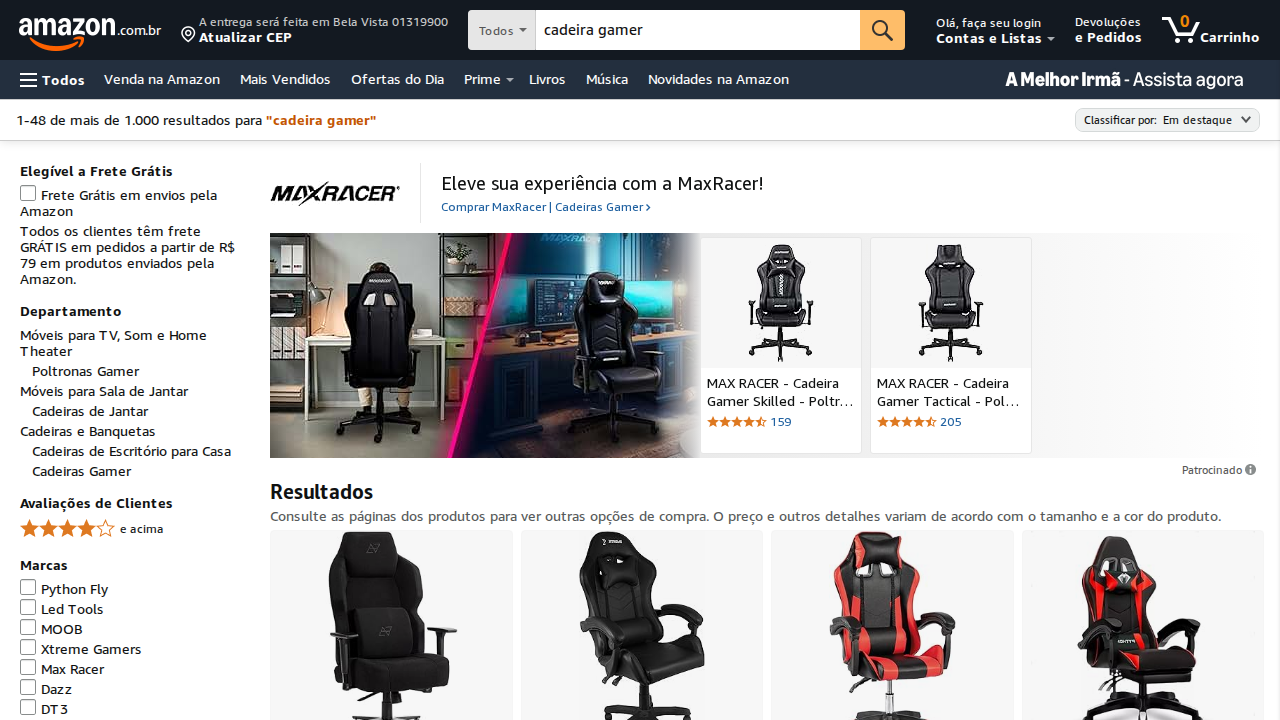 amazon.com.br
A entrega será feita em Bela Vista 01319900
Atualizar CEP
Todos
cadeira gamer
Olá, faça seu login
Contas e Listas
Devoluções
e Pedidos
0
Carrinho
Todos
Venda na Amazon
Mais Vendidos
Ofertas do Dia
Prime
Livros
Música
Novidades na Amazon
A Melhor Irmã - Assista agora
1-48 de mais de 1.000 resultados para "cadeira gamer"
Classificar por: Em destaque
Elegível a Frete Grátis
Frete Grátis em envios pela
Amazon
Todos os clientes têm frete
GRÁTIS em pedidos a partir de R$
79 em produtos enviados pela
Amazon.
Departamento
Móveis para TV, Som e Home
Theater
Poltronas Gamer
Móveis para Sala de Jantar
Cadeiras de Jantar
Cadeiras e Banquetas
Cadeiras de Escritório para Casa
Cadeiras Gamer
Avaliações de Clientes
e acima
Marcas
Python Fly
Led Tools
MOOB
Xtreme Gamers
Max Racer
Dazz
DT3
MAXRACER
Eleve sua experiência com a MaxRacer!
Comprar MaxRacer | Cadeiras Gamer
MAXRACER
MAX RACER - Cadeira
Gamer Skilled - Poltr...
159
MAX RACER - Cadeira
Gamer Tactical - Pol...
205
Patrocinado
Resultados
Consulte as páginas dos produtos para ver outras opções de compra. O preço e outros detalhes variam de acordo com o tamanho e a cor do produto.